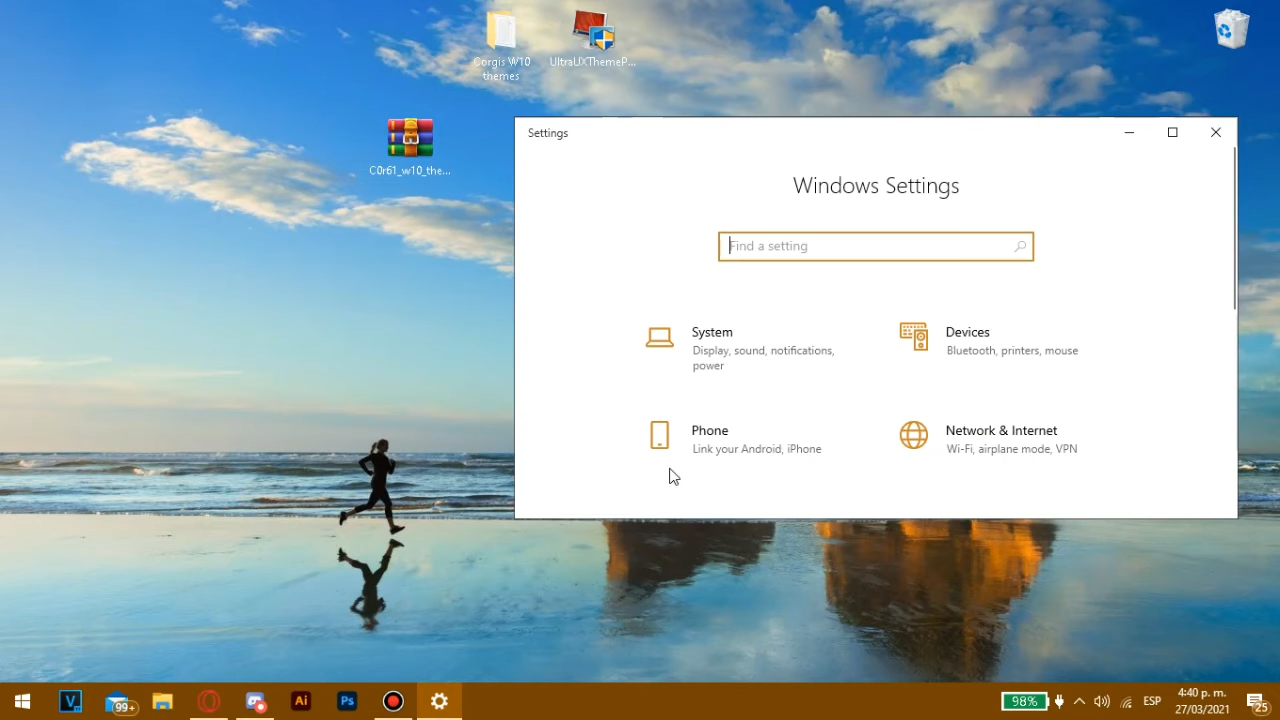 Corgis W10
themes
UltraUXThemeP...
C0r61_w10_the...
Settings
Windows Settings
Find a setting
System
Display, sound, notifications,
power
Devices
Bluetooth, printers, mouse
Phone
Link your Android, iPhone
Network & Internet
Wi-Fi, airplane mode, VPN
V
99+
Ai
Ps
98%
ESP
4:40 p. m.
27/03/2021
25